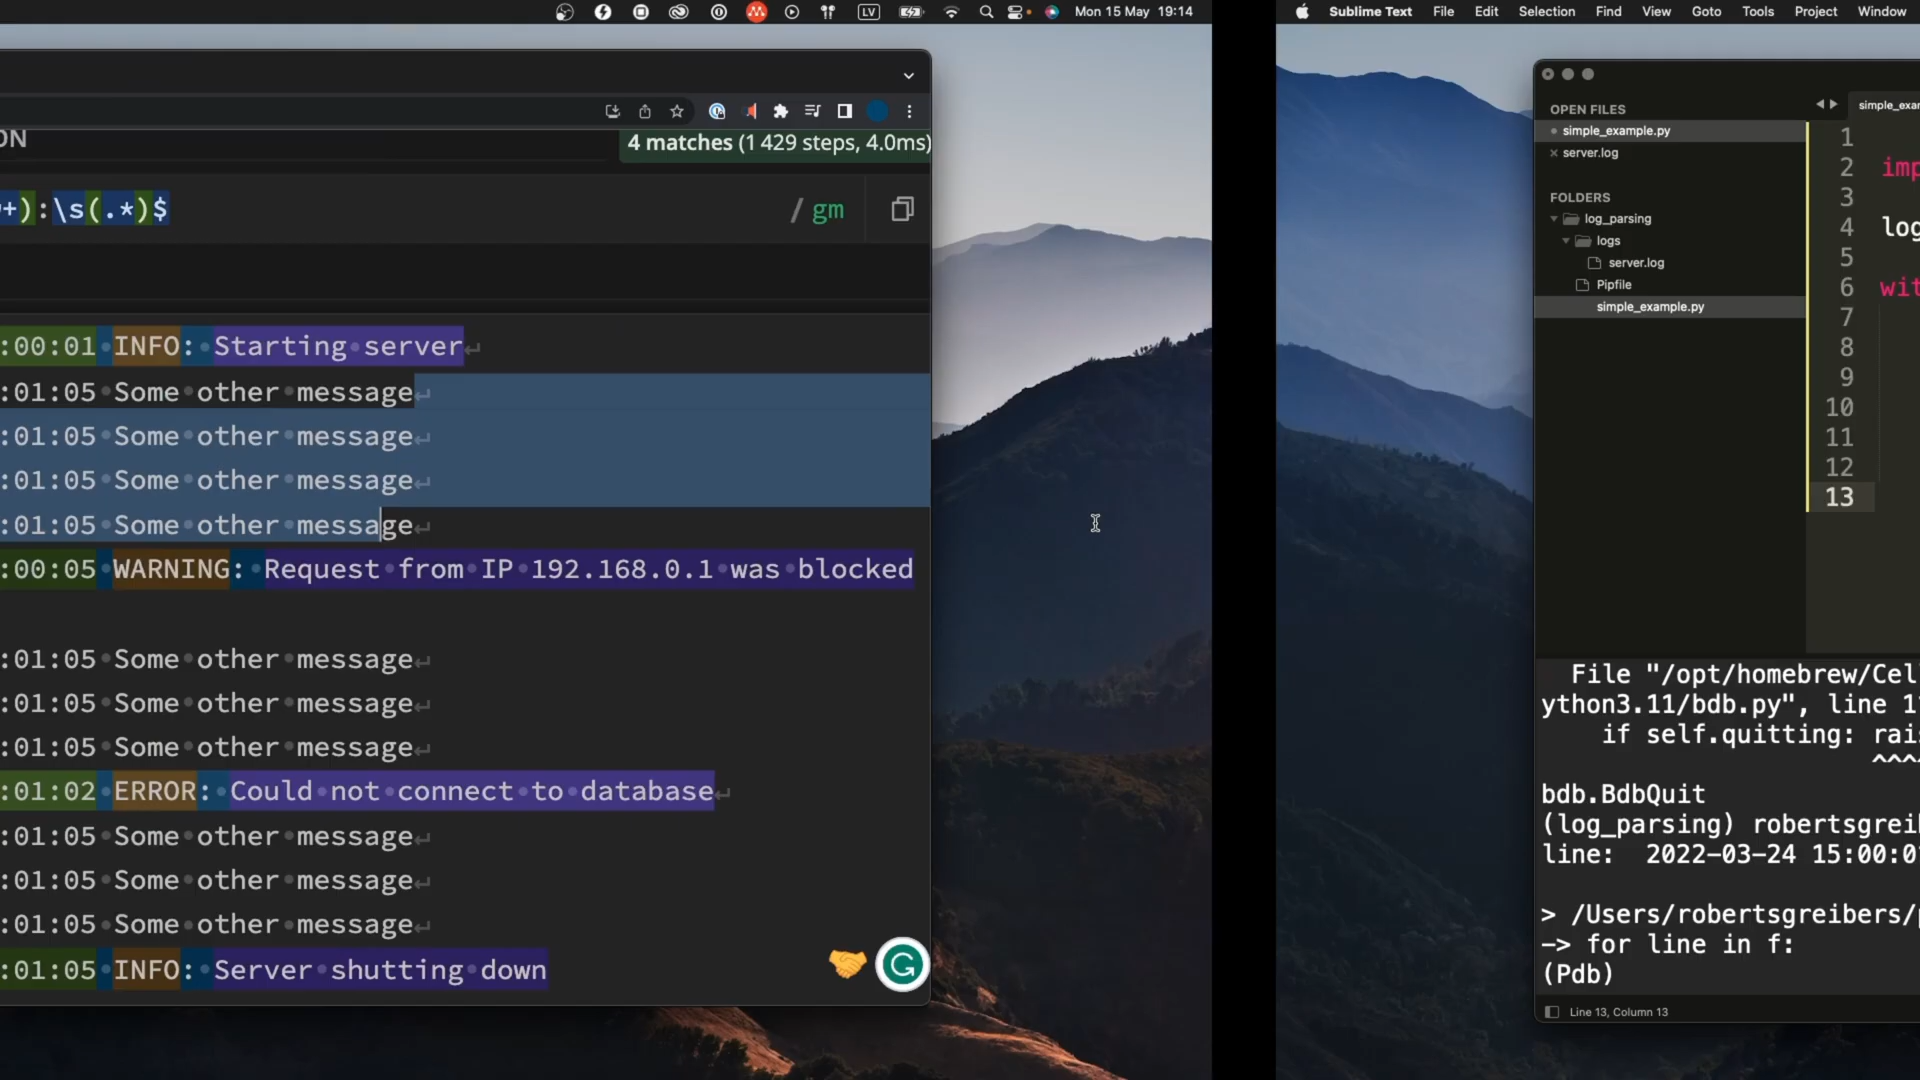 LV
Mon 15 May 19:14
ON
4 matches (1 429 steps, 4.0ms)
+):\s(.*)$
/ gm
:00:01 INFO: Starting server
:01:05 Some other message
:01:05 Some other message
:01:05 Some other message
:01:05 Some other message
:00:05 WARNING: Request from IP 192.168.0.1 was blocked
:01:05 Some other message
:01:05 Some other message
:01:05 Some other message
:01:02 ERROR: Could not connect to database
:01:05 Some other message
:01:05 Some other message
:01:05 Some other message
:01:05 INFO: Server shutting down
Sublime Text File Edit Selection Find View Goto Tools Project Window
OPEN FILES
simple_example.py
server.log
FOLDERS
log_parsing
logs
server.log
Pipfile
simple_example.py
simple_exar
1
2 imp
3
4 log
5
6 wit
7
8
9
10
11
12
13
File "/opt/homebrew/Cel
ython3.11/bdb.py", line 1
if self.quitting: rais
^^^^
bdb.BdbQuit
(log_parsing) robertsgreib
line: 2022-03-24 15:00:0
> /Users/robertsgreibers/p
-> for line in f:
(Pdb)
Line 13, Column 13